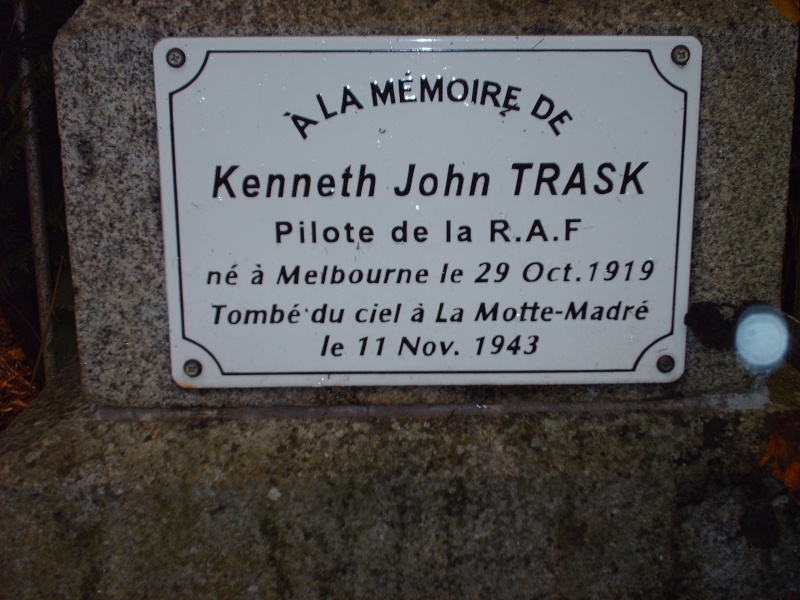 À LA MÉMOIRE DE
Kenneth John TRASK
Pilote de la R.A.F
né à Melbourne le 29 Oct.1919
Tombé du ciel à La Motte-Madré
le 11 Nov. 1943